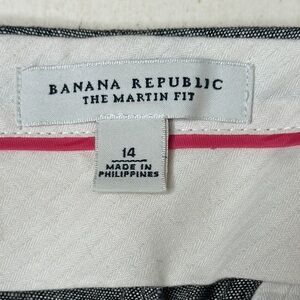 BANANA REPUBLIC
THE MARTIN FIT
14
MADE IN
PHILIPPINES